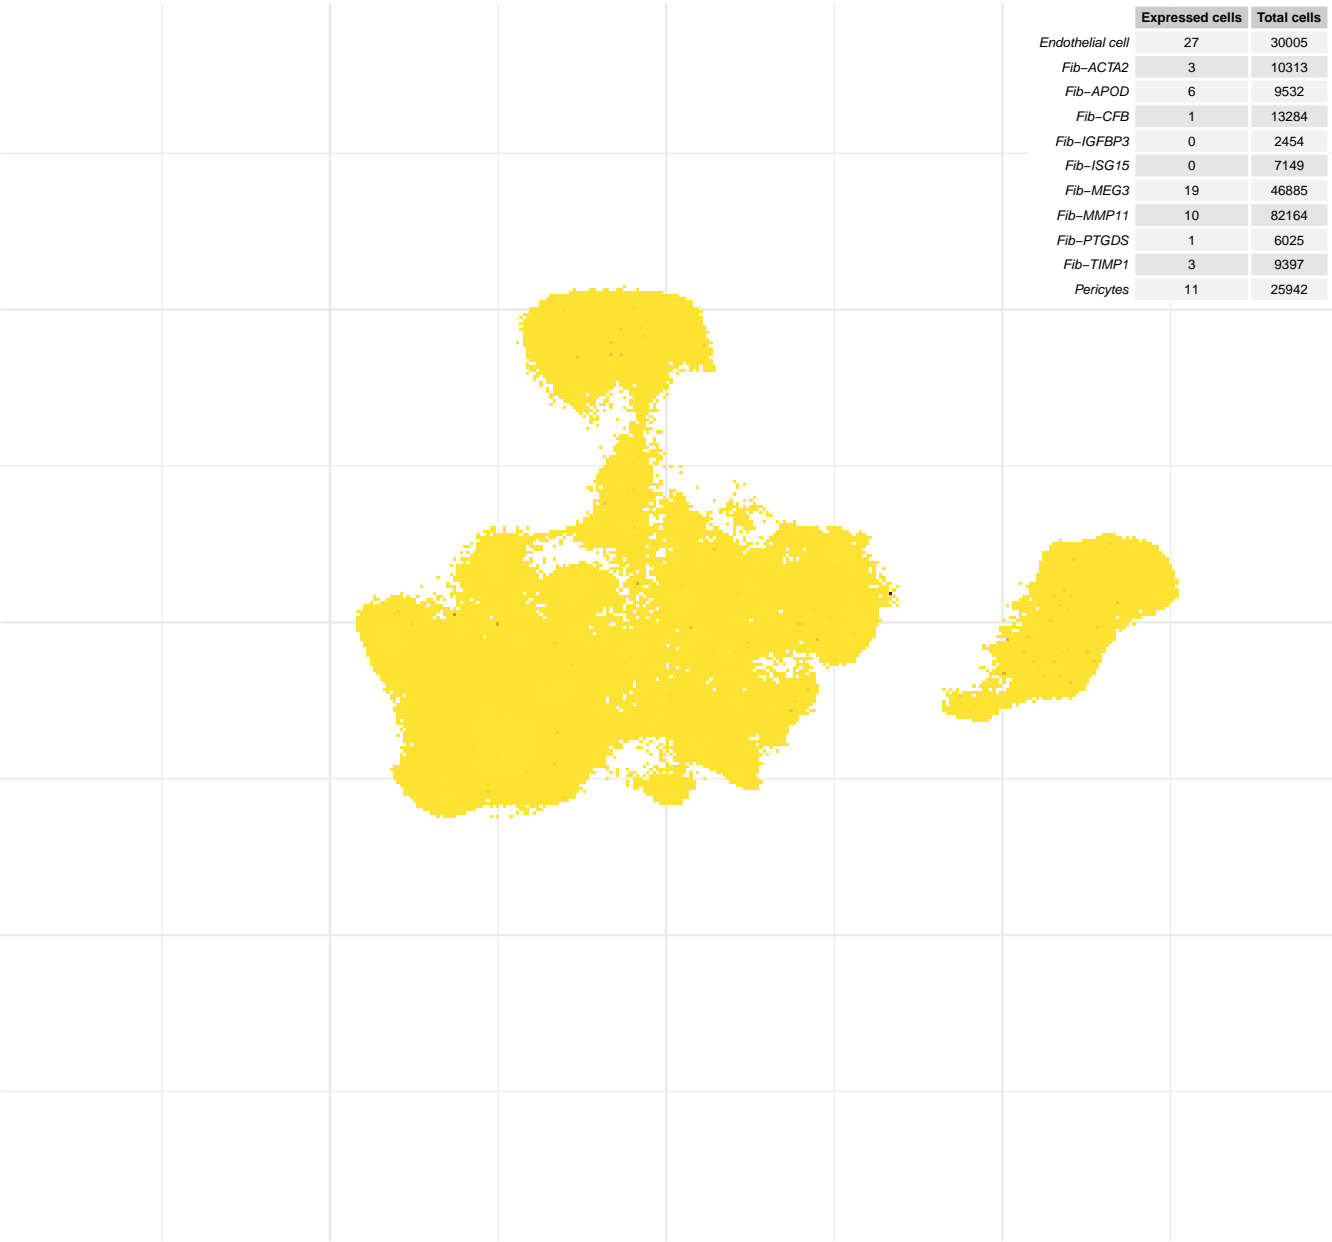 Expressed cells Total cells
Endothelial cell 27 30005
Fib−ACTA2 3 10313
Fib−APOD 6 9532
Fib−CFB 1 13284
Fib−IGFBP3 0 2454
Fib−ISG15 0 7149
Fib−MEG3 19 46885
Fib−MMP11 10 82164
Fib−PTGDS 1 6025
Fib−TIMP1 3 9397
Pericytes 11 25942